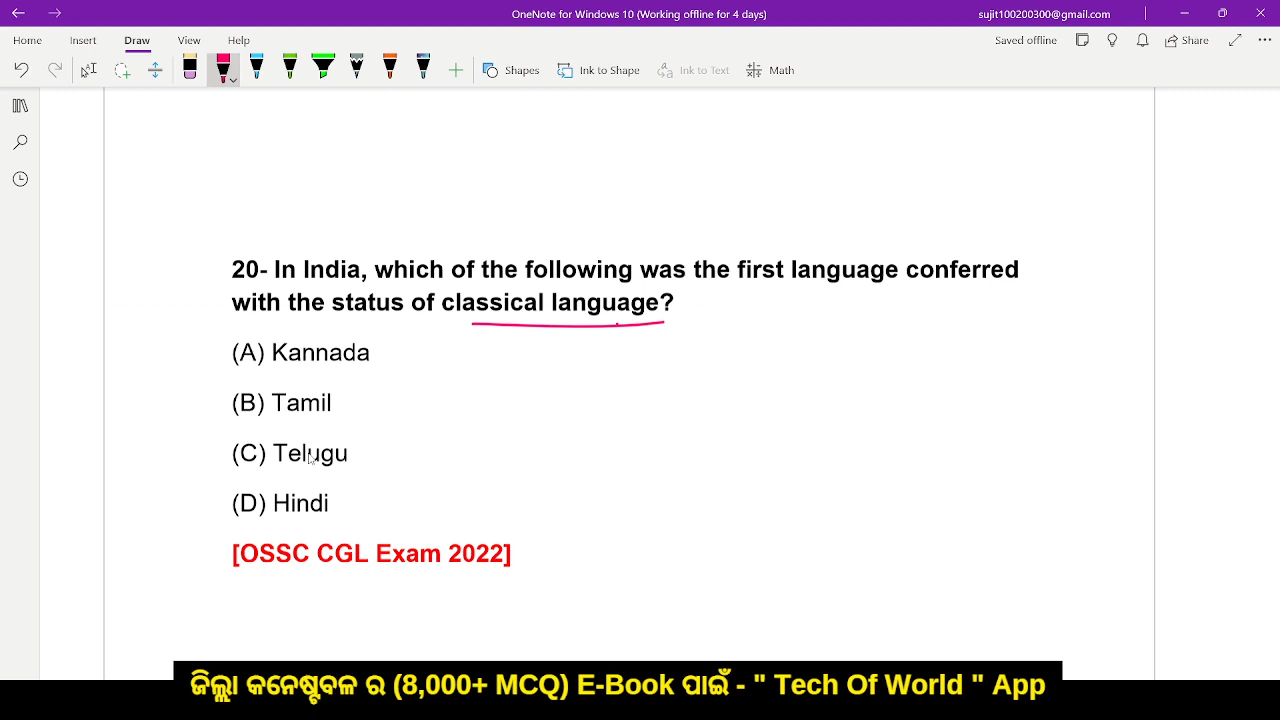 OneNote for Windows 10 (Working offline for 4 days)
sujit100200300@gmail.com
Home Insert Draw View Help
Saved offline Share
Shapes Ink to Shape Ink to Text Math
20- In India, which of the following was the first language conferred
with the status of classical language?
(A) Kannada
(B) Tamil
(C) Telugu
(D) Hindi
[OSSC CGL Exam 2022]
ଜିଲ୍ଲା କନେଷ୍ଟବଳ ର (8,000+ MCQ) E-Book ପାଇଁ - " Tech Of World " App